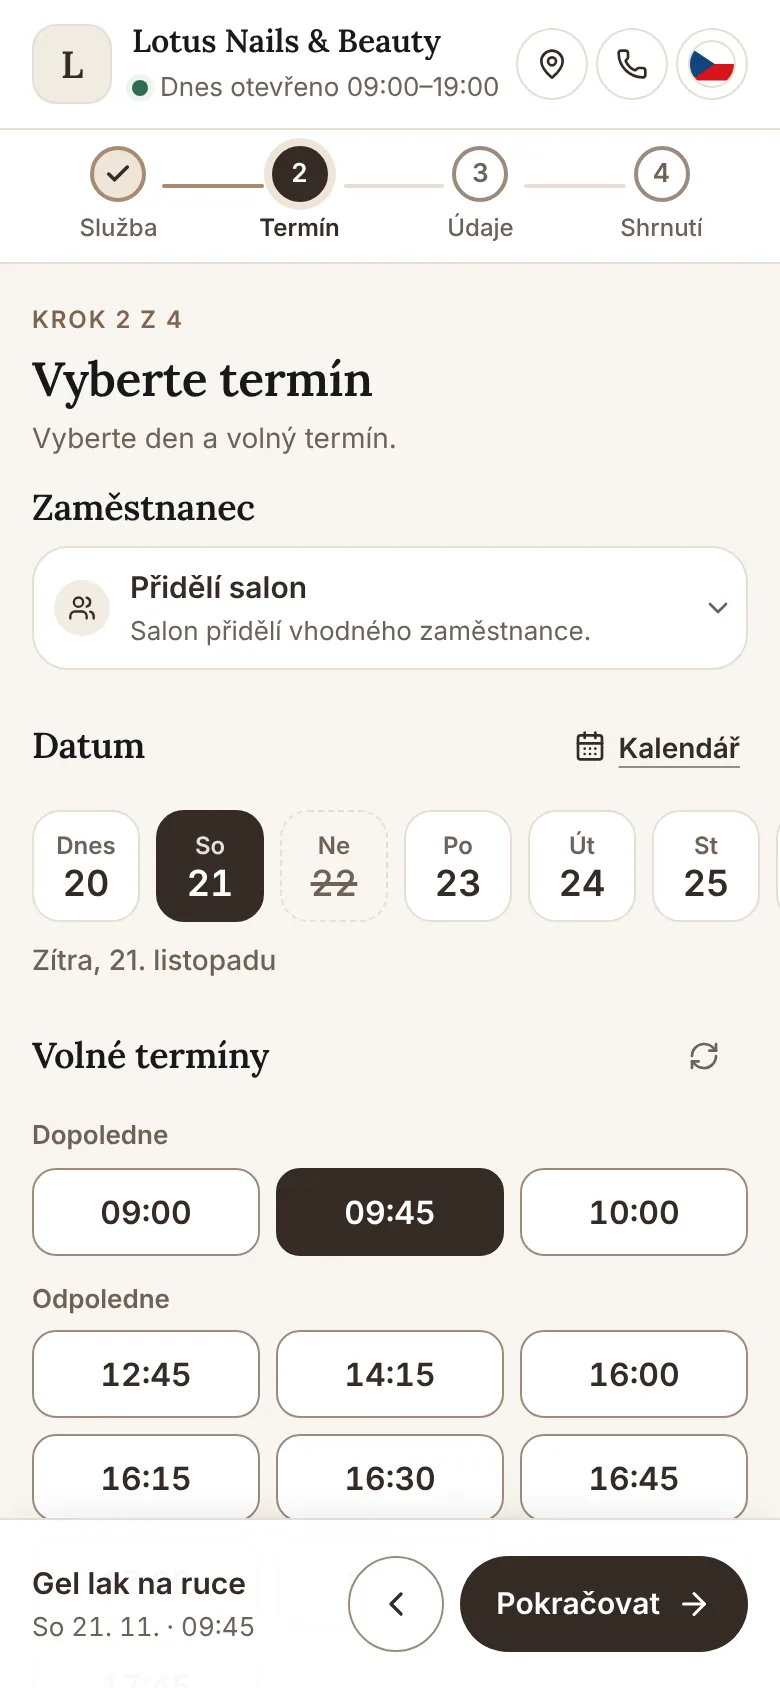 L
Lotus Nails & Beauty
Dnes otevřeno 09:00–19:00
2
3
4
Služba
Termín
Údaje
Shrnutí
KROK 2 Z 4
Vyberte termín
Vyberte den a volný termín.
Zaměstnanec
Přidělí salon
Salon přidělí vhodného zaměstnance.
Datum
Kalendář
Dnes
20
So
21
Ne
22
Po
23
Út
24
St
25
Zítra, 21. listopadu
Volné termíny
Dopoledne
09:00
09:45
10:00
Odpoledne
12:45
14:15
16:00
16:15
16:30
16:45
Gel lak na ruce
So 21. 11. · 09:45
Pokračovat